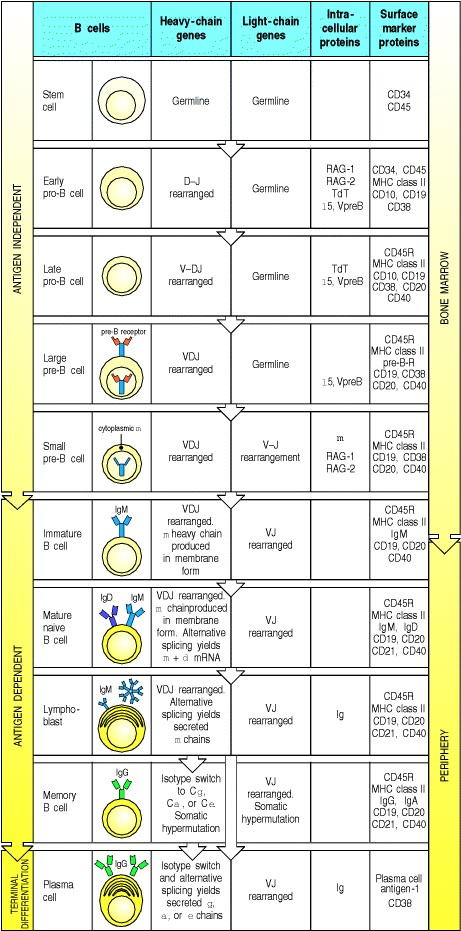 B cells
Heavy-chain
genes
Light-chain
genes
Intra-
cellular
proteins
Surface
marker
proteins
Stem
cell
Germline
Germline
CD34
CD45
Early
pro-B cell
D–J
rearranged
Germline
RAG-1
RAG-2
TdT
l5, VpreB
CD34, CD45
MHC class II
CD10, CD19
CD38
Late
pro-B cell
V–DJ
rearranged
Germline
TdT
l5, VpreB
CD45R
MHC class II
CD10, CD19
CD38, CD20
CD40
Large
pre-B cell
pre-B receptor
VDJ
rearranged
Germline
l5, VpreB
CD45R
MHC class II
pre-B-R
CD19, CD38
CD20, CD40
Small
pre-B cell
cytoplasmic m
VDJ
rearranged
V–J
rearrangement
m
RAG-1
RAG-2
CD45R
MHC class II
CD19, CD38
CD20, CD40
Immature
B cell
IgM
VDJ
rearranged.
m heavy chain
produced
in membrane
form
VJ
rearranged
CD45R
MHC class II
IgM
CD19, CD20
CD40
Mature
naive
B cell
IgD IgM
VDJ rearranged.
m chainproduced
in membrane
form. Alternative
splicing yields
m + d mRNA
VJ
rearranged
CD45R
MHC class II
IgM, IgD
CD19, CD20
CD21, CD40
Lympho-
blast
IgM
VDJ rearranged.
Alternative
splicing yields
secreted
m chains
VJ
rearranged
Ig
CD45R
MHC class II
CD19, CD20
CD21, CD40
Memory
B cell
IgG
Isotype switch
to Cg,
Ca, or Ce.
Somatic
hypermutation
VJ
rearranged.
Somatic
hypermutation
CD45R
MHC class II
IgG, IgA
CD19, CD20
CD21, CD40
Plasma
cell
IgG
Isotype switch
and alternative
splicing yields
secreted g,
a, or e chains
VJ
rearranged
Ig
Plasma cell
antigen-1
CD38
ANTIGEN INDEPENDENT
ANTIGEN DEPENDENT
TERMINAL
DIFFERENTIATION
BONE MARROW
PERIPHERY